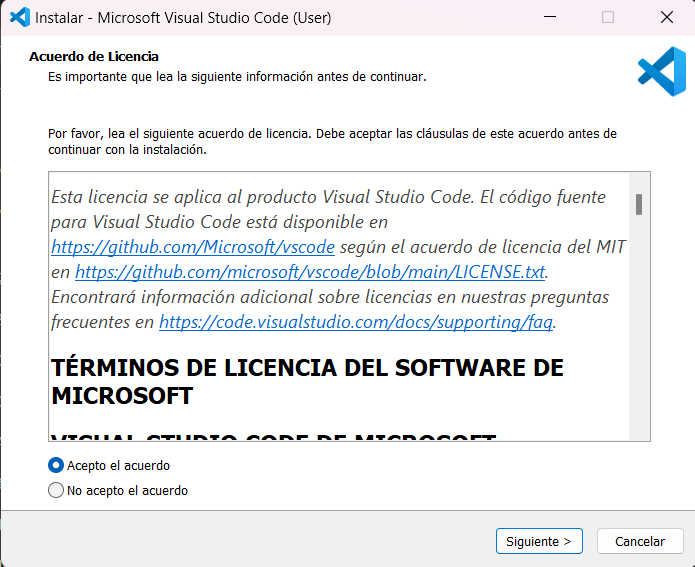 Instalar - Microsoft Visual Studio Code (User)
Acuerdo de Licencia
Es importante que lea la siguiente información antes de continuar.
Por favor, lea el siguiente acuerdo de licencia. Debe aceptar las cláusulas de este acuerdo antes de
continuar con la instalación.
Esta licencia se aplica al producto Visual Studio Code. El código fuente
para Visual Studio Code está disponible en
https://github.com/Microsoft/vscode según el acuerdo de licencia del MIT
en https://github.com/microsoft/vscode/blob/main/LICENSE.txt.
Encontrará información adicional sobre licencias en nuestras preguntas
frecuentes en https://code.visualstudio.com/docs/supporting/faq.
TÉRMINOS DE LICENCIA DEL SOFTWARE DE
MICROSOFT
VISUAL STUDIO CODE DE MICROSOFT
Acepto el acuerdo
No acepto el acuerdo
Siguiente >
Cancelar